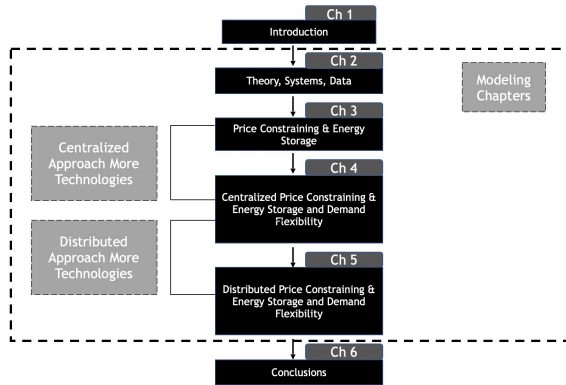 Ch 1
Introduction
Ch 2
Theory, Systems, Data
Modeling
Chapters
Ch 3
Price Constraining & Energy
Storage
Centralized
Approach More
Technologies
Ch 4
Centralized Price Constraining &
Energy Storage and Demand
Flexibility
Distributed
Approach More
Technologies
Ch 5
Distributed Price Constraining &
Energy Storage and Demand
Flexibility
Ch 6
Conclusions